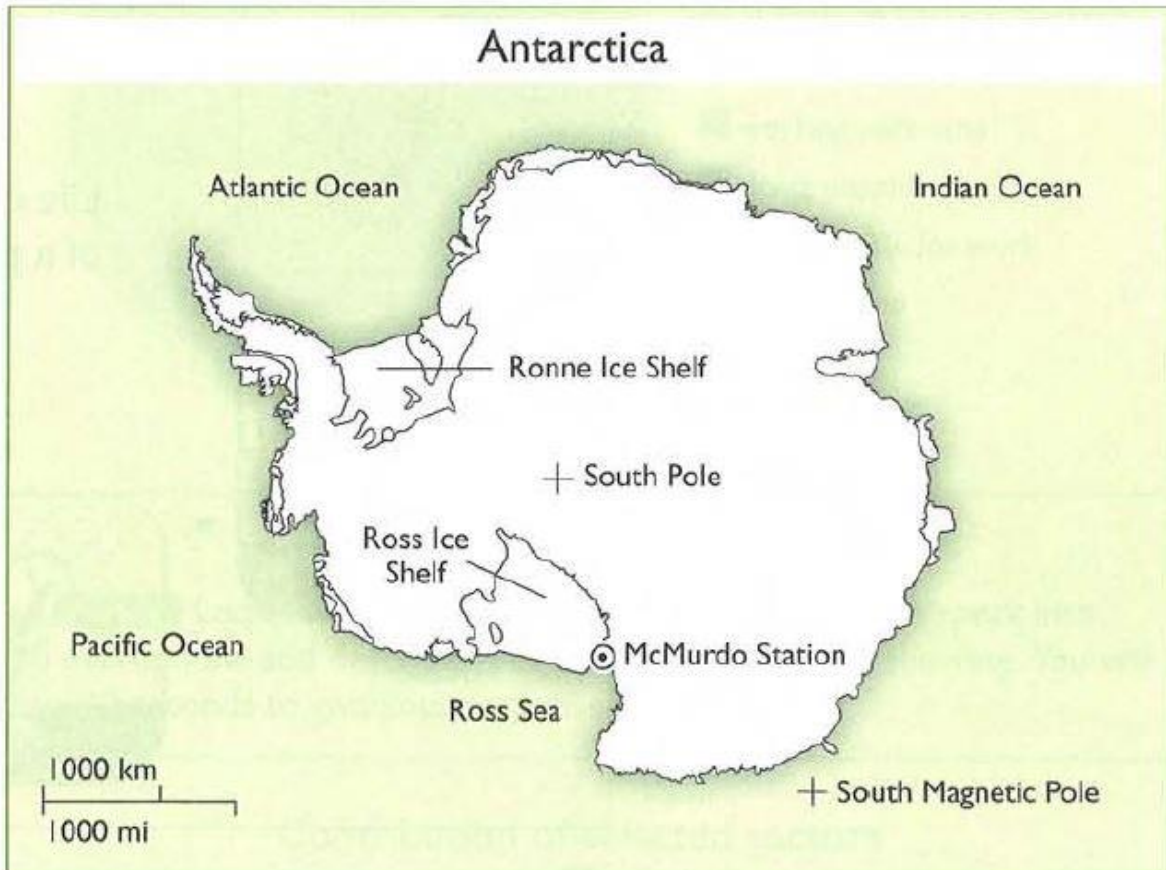 Antarctica
Atlantic Ocean
Indian Ocean
Ronne Ice Shelf
South Pole
Ross Ice
Shelf
Pacific Ocean
McMurdo Station
Ross Sea
1000 km
1000 mi
South Magnetic Pole